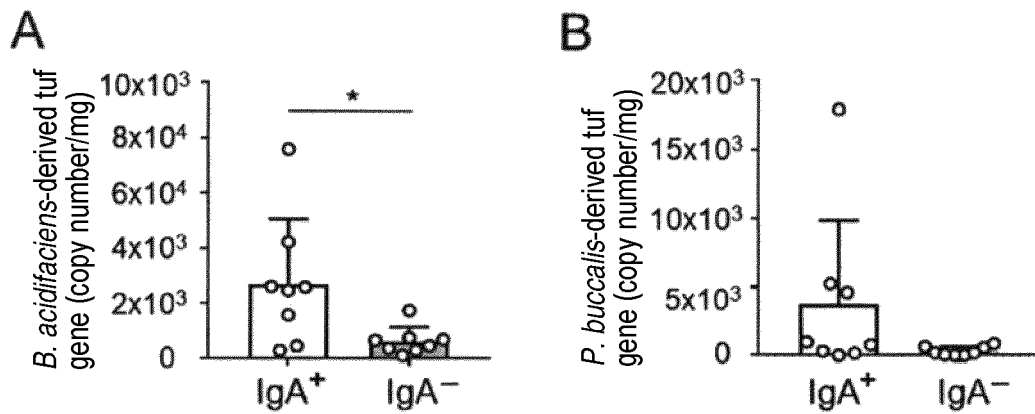 A
B. acidifaciens-derived tuf
gene (copy number/mg)
10x10³
8x10⁴
6x10⁴
4x10³
2x10³
0
*
IgA⁺
IgA⁻
B
P. buccalis-derived tuf
gene (copy number/mg)
20x10³
15x10³
10x10³
5x10³
0
IgA⁺
IgA⁻